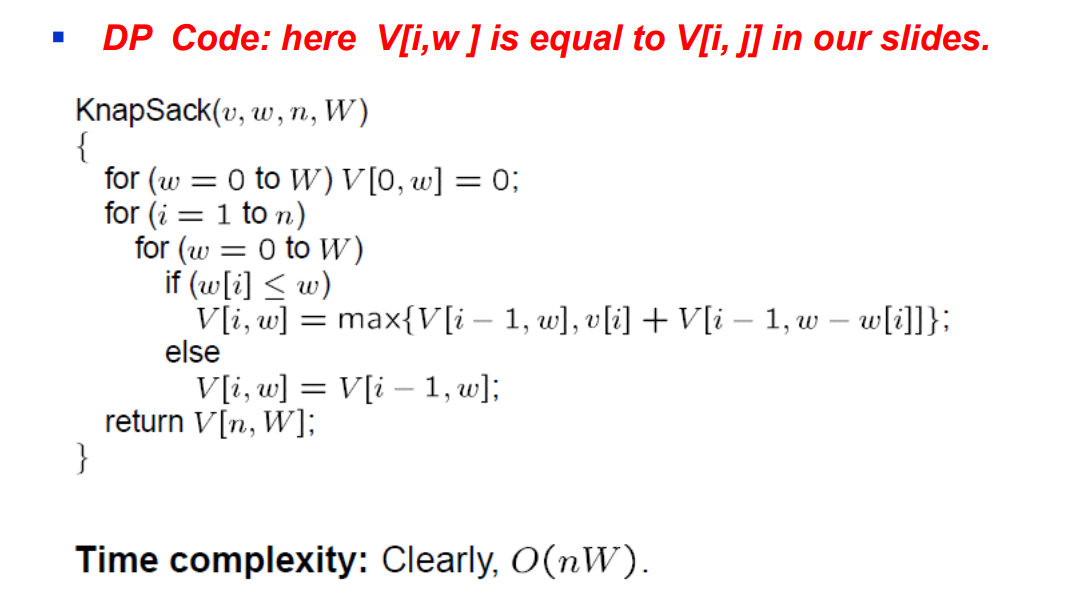 ▪ DP Code: here V[i,w ] is equal to V[i, j] in our slides.
KnapSack(v, w, n, W)
{
for (w = 0 to W) V[0, w] = 0;
for (i = 1 to n)
for (w = 0 to W)
if (w[i] ≤ w)
V[i, w] = max{V[i − 1, w], v[i] + V[i − 1, w − w[i]]};
else
V[i, w] = V[i − 1, w];
return V[n, W];
}
Time complexity: Clearly, O(nW).